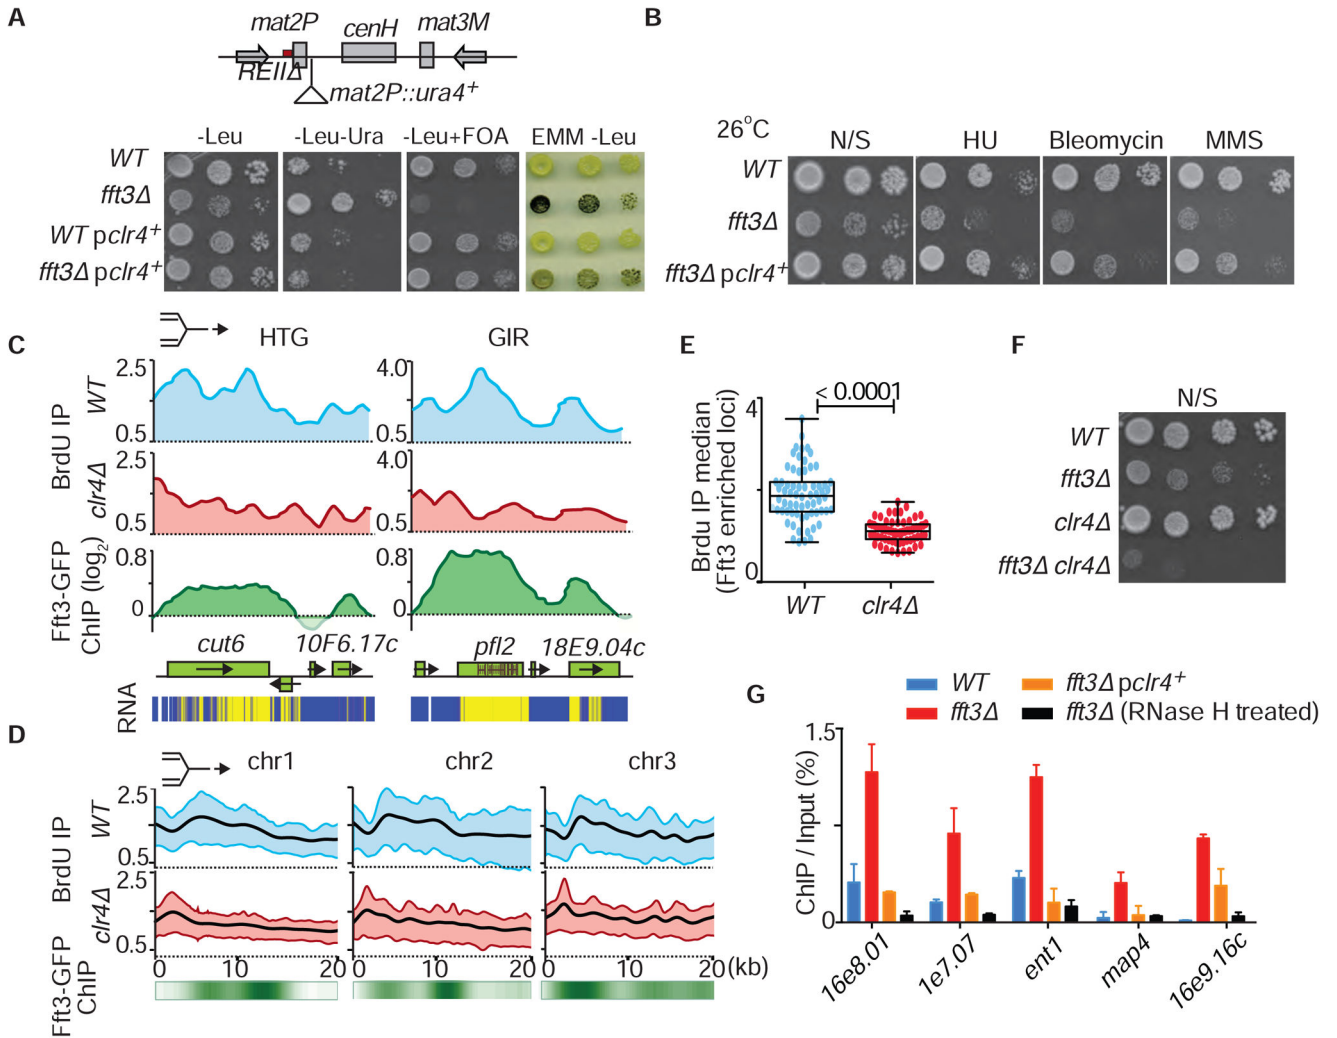 A
mat2P
cenH
mat3M
REIIΔ
mat2P::ura4+
-Leu
-Leu-Ura
-Leu+FOA
EMM -Leu
WT
fft3Δ
WT pclr4+
fft3Δ pclr4+
B
26°C
N/S
HU
Bleomycin
MMS
WT
fft3Δ
fft3Δ pclr4+
C
HTG
GIR
BrdU IP
WT
2.5
0.5
4.0
0.5
clr4Δ
2.5
0.5
4.0
0.5
Fft3-GFP
ChIP (log2)
0.8
0
0.8
0
cut6
10F6.17c
pfl2
18E9.04c
RNA
D
chr1
chr2
chr3
BrdU IP
WT
2.5
0.5
clr4Δ
2.5
0.5
0
10
20
0
10
20
0
10
20
(kb)
Fft3-GFP
ChIP
E
Brdu IP median
(Fft3 enriched loci)
4
0
< 0.0001
WT
clr4Δ
F
N/S
WT
fft3Δ
clr4Δ
fft3Δ clr4Δ
G
WT
fft3Δ
fft3Δ pclr4+
fft3Δ (RNase H treated)
ChIP / Input (%)
1.5
0
16e8.01
1e7.07
ent1
map4
16e9.16c